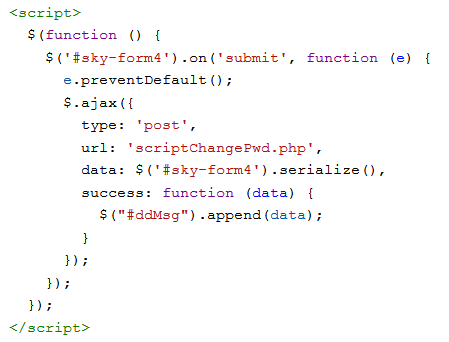 <script>
  $(function () {
    $('#sky-form4').on('submit', function (e) {
      e.preventDefault();
      $.ajax({
        type: 'post',
        url: 'scriptChangePwd.php',
        data: $('#sky-form4').serialize(),
        success: function (data) {
          $("#ddMsg").append(data);
        }
      });
    });
  });
</script>